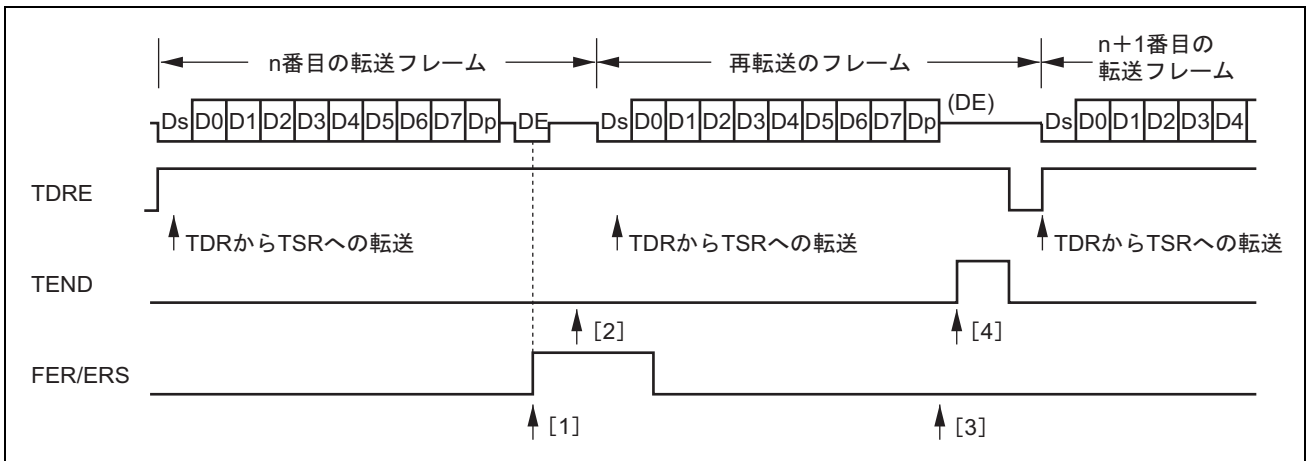 n番目の転送フレーム
再転送のフレーム
n＋1番目の
転送フレーム
Ds D0 D1 D2 D3 D4 D5 D6 D7 Dp DE Ds D0 D1 D2 D3 D4 D5 D6 D7 Dp (DE) Ds D0 D1 D2 D3 D4
TDRE
TDRからTSRへの転送 TDRからTSRへの転送 TDRからTSRへの転送
TEND
［2］ ［4］
FER/ERS
［1］ ［3］